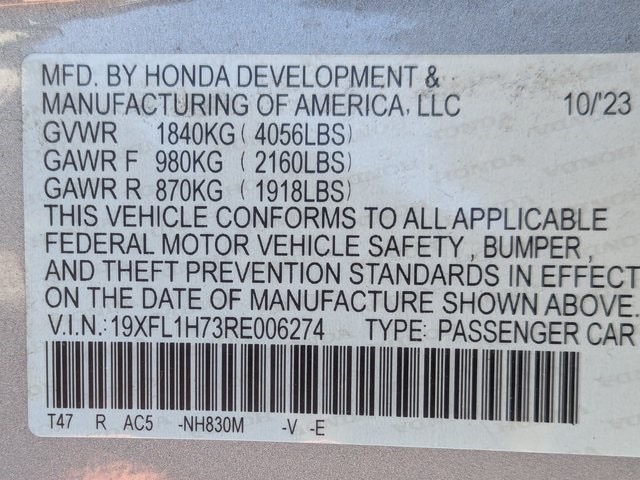 MFD. BY HONDA DEVELOPMENT &
MANUFACTURING OF AMERICA, LLC 10/'23
GVWR 1840KG ( 4056LBS)
GAWR F 980KG ( 2160LBS)
GAWR R 870KG ( 1918LBS)
THIS VEHICLE CONFORMS TO ALL APPLICABLE
FEDERAL MOTOR VEHICLE SAFETY, BUMPER,
AND THEFT PREVENTION STANDARDS IN EFFECT
ON THE DATE OF MANUFACTURE SHOWN ABOVE.
V.I.N.: 19XFL1H73RE006274 TYPE: PASSENGER CAR
T47 R AC5 -NH830M -V -E